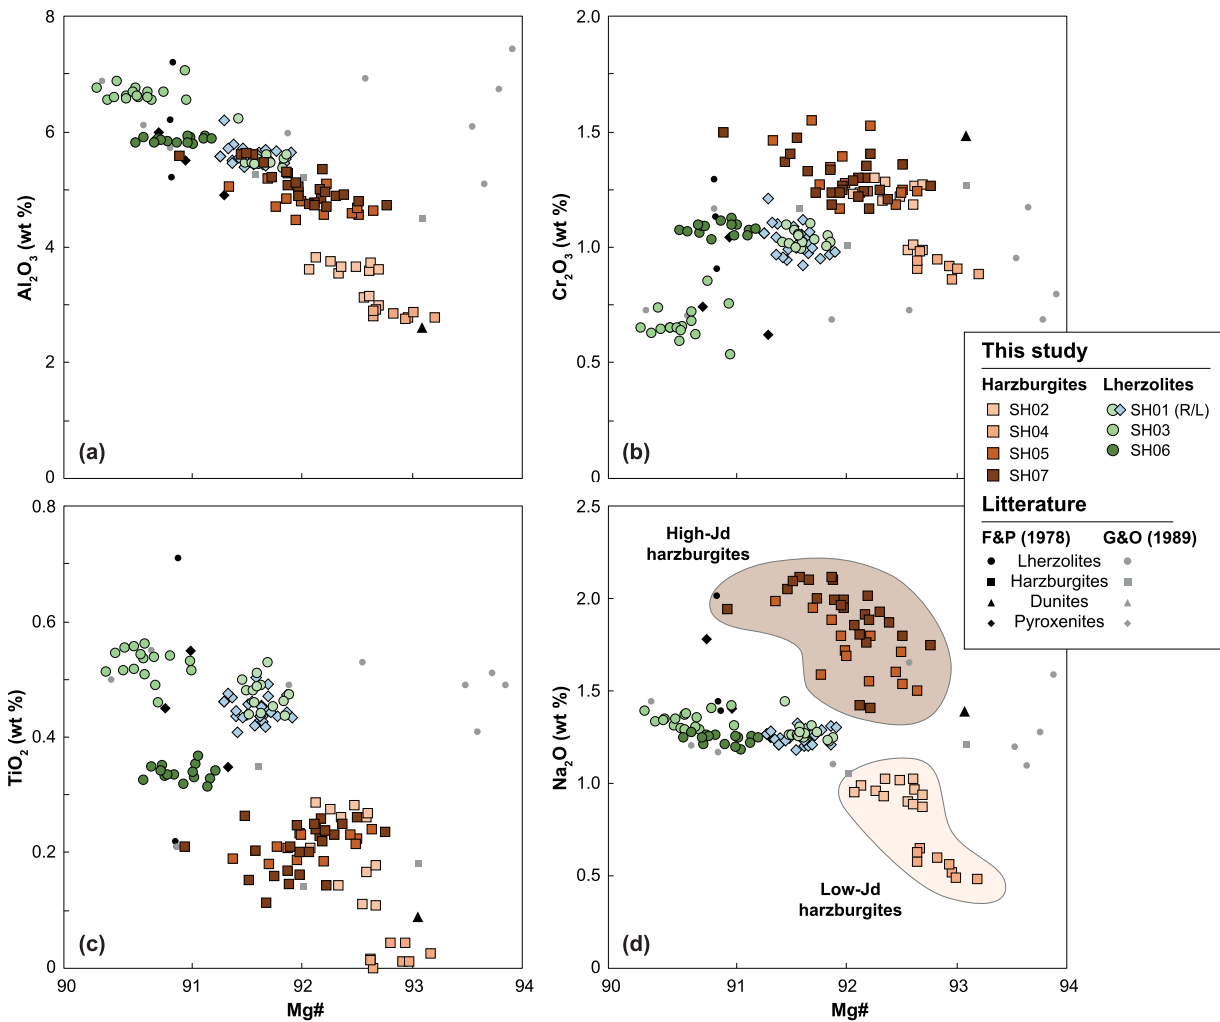 8
6
4
2
0
Al2O3 (wt %)
(a)
2.0
1.5
1.0
0.5
0
Cr2O3 (wt %)
(b)
This study
Harzburgites Lherzolites
SH02 SH01 (R/L)
SH04 SH03
SH05 SH06
SH07
Litterature
F&P (1978) G&O (1989)
Lherzolites
Harzburgites
Dunites
Pyroxenites
0.8
0.6
0.4
0.2
0
TiO2 (wt %)
(c)
90 91 92 93 94
Mg#
2.5
2.0
1.5
1.0
0.5
0
Na2O (wt %)
High-Jd
harzburgites
Low-Jd
harzburgites
(d)
90 91 92 93 94
Mg#